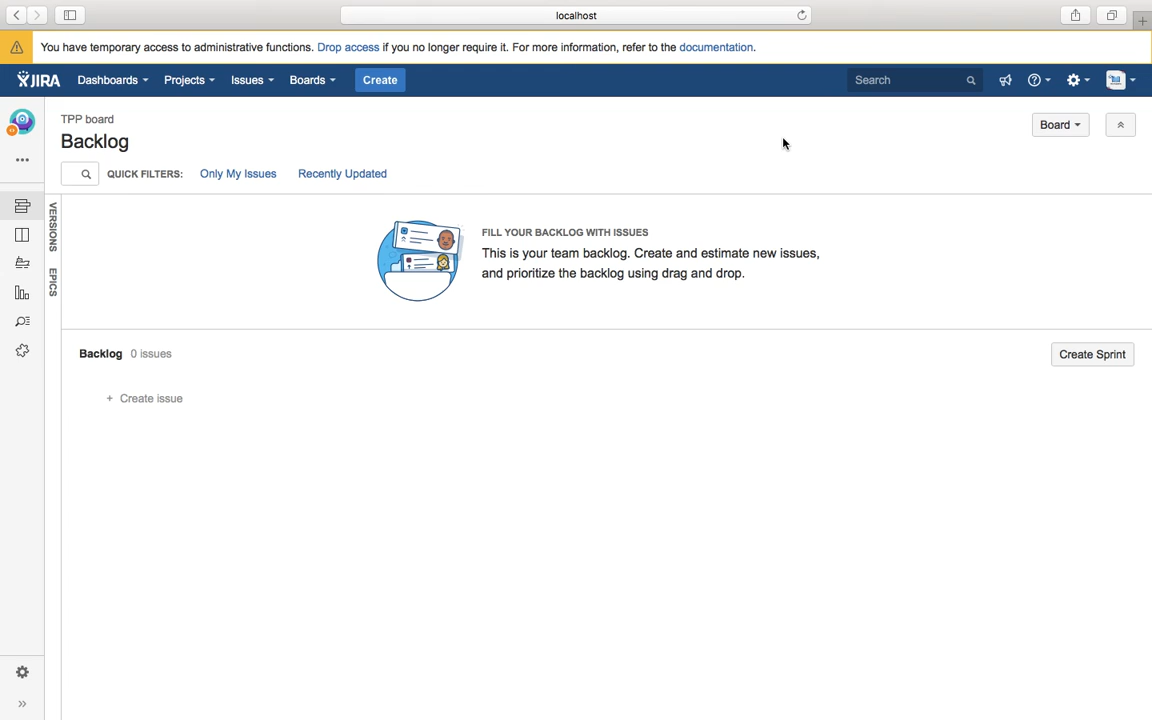 localhost
You have temporary access to administrative functions. Drop access if you no longer require it. For more information, refer to the documentation.
JIRA Dashboards Projects Issues Boards Create Search
TPP board
Backlog
Board
QUICK FILTERS: Only My Issues Recently Updated
VERSIONS
EPICS
FILL YOUR BACKLOG WITH ISSUES
This is your team backlog. Create and estimate new issues,
and prioritize the backlog using drag and drop.
Backlog 0 issues
Create Sprint
+ Create issue